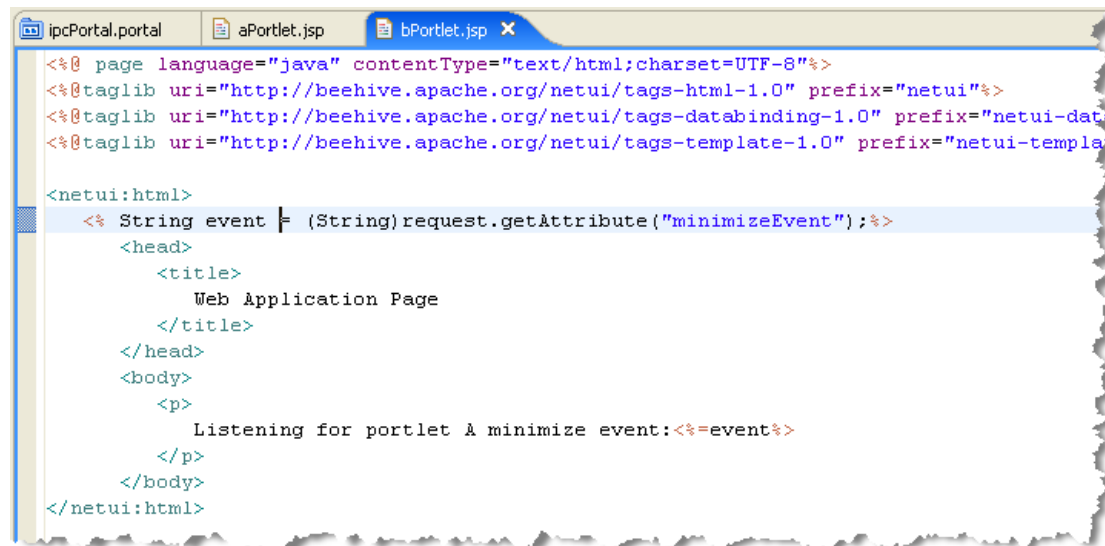 ipcPortal.portal aPortlet.jsp bPortlet.jsp
<%@ page language="java" contentType="text/html;charset=UTF-8"%>
<%@taglib uri="http://beehive.apache.org/netui/tags-html-1.0" prefix="netui"%>
<%@taglib uri="http://beehive.apache.org/netui/tags-databinding-1.0" prefix="netui-dat
<%@taglib uri="http://beehive.apache.org/netui/tags-template-1.0" prefix="netui-templa
<netui:html>
<% String event = (String)request.getAttribute("minimizeEvent");%>
<head>
<title>
Web Application Page
</title>
</head>
<body>
<p>
Listening for portlet A minimize event:<%=event%>
</p>
</body>
</netui:html>